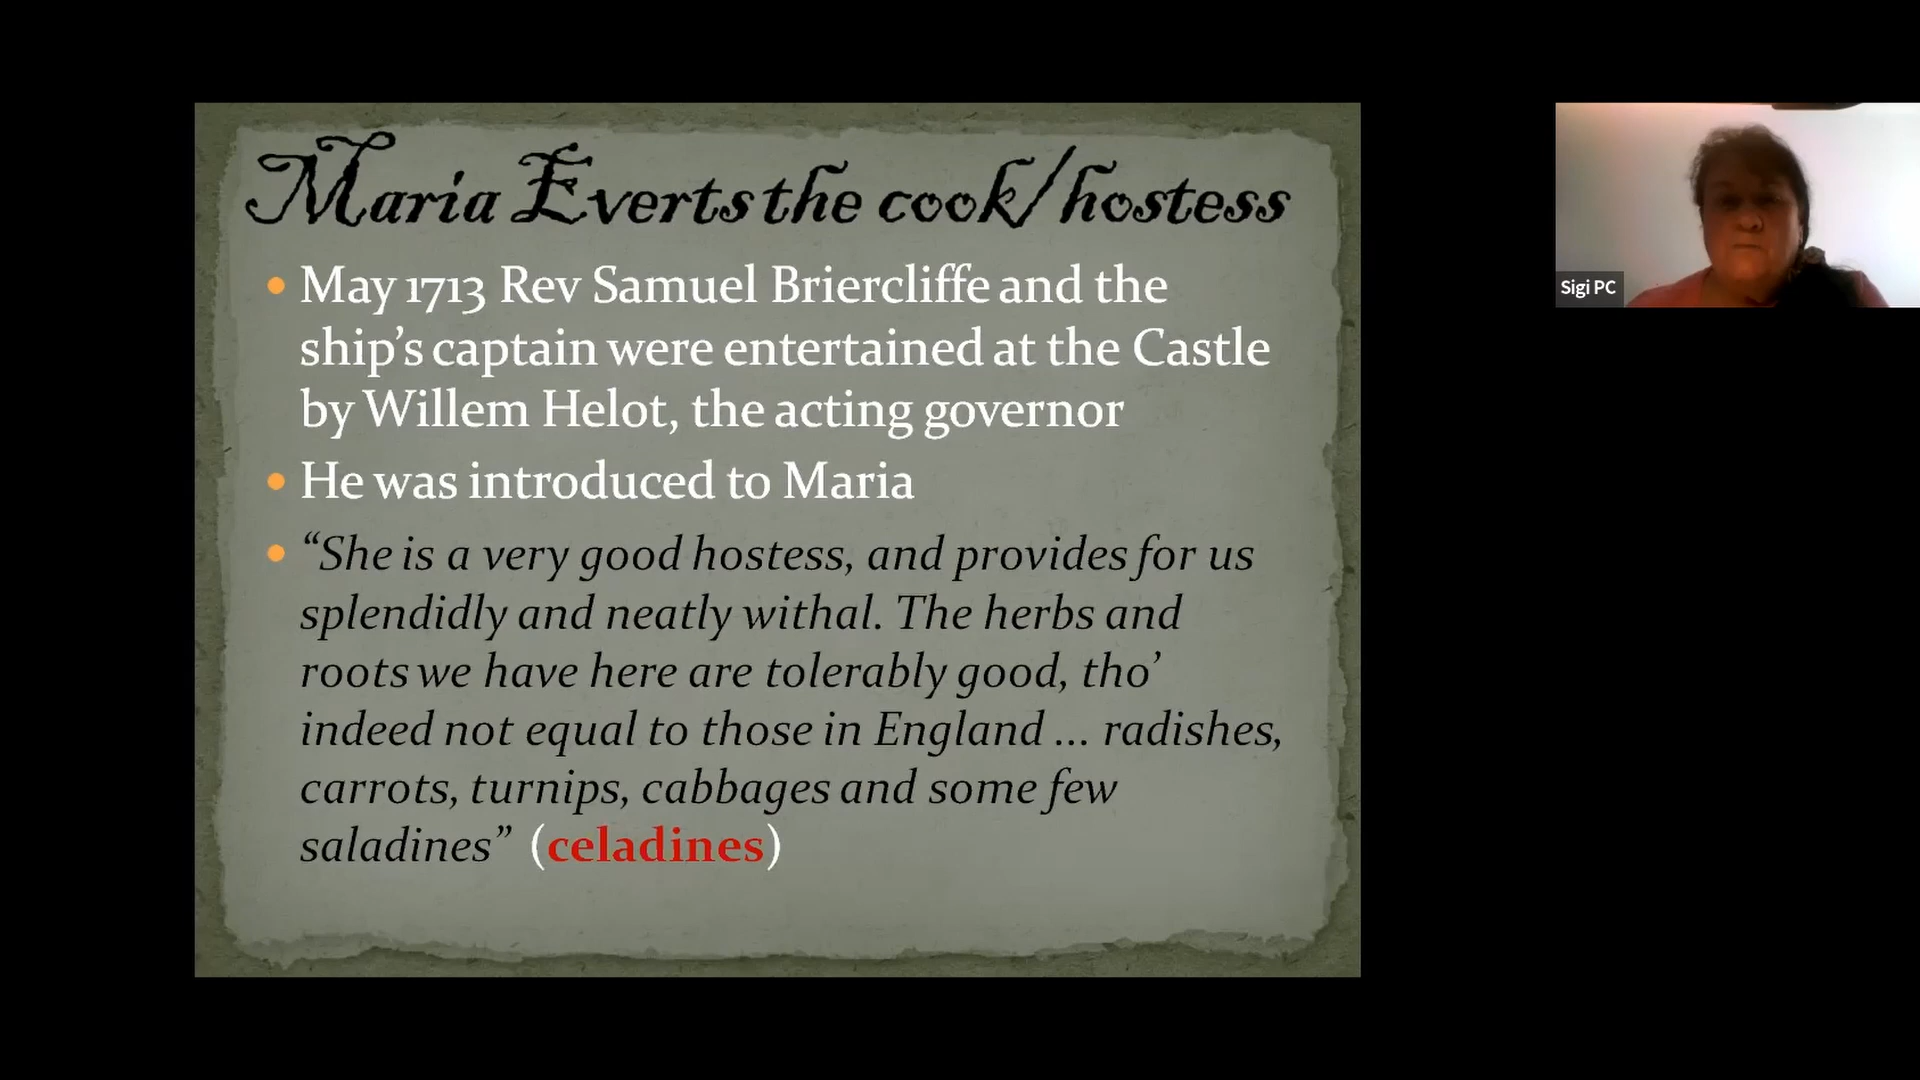 Maria Everts the cook/hostess
• May 1713 Rev Samuel Briercliffe and the
ship’s captain were entertained at the Castle
by Willem Helot, the acting governor
• He was introduced to Maria
• “She is a very good hostess, and provides for us
splendidly and neatly withal. The herbs and
roots we have here are tolerably good, tho’
indeed not equal to those in England ... radishes,
carrots, turnips, cabbages and some few
saladines” (celadines)
Sigi PC